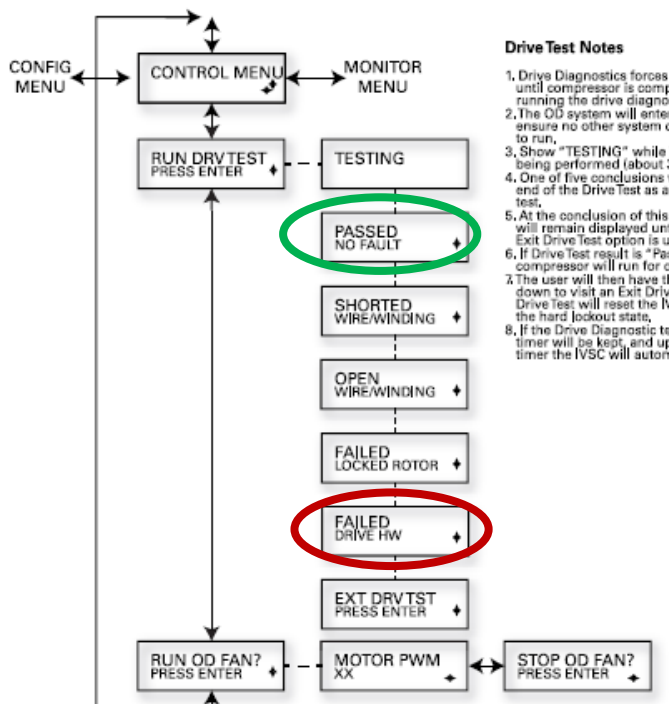 CONFIG
MENU
CONTROL MENU
MONITOR
MENU
RUN DRVTEST
PRESS ENTER
TESTING
PASSED
NO FAULT
SHORTED
WIRE/WINDING
OPEN
WIRE/WINDING
FAILED
LOCKED ROTOR
FAILED
DRIVE HW
EXT DRVTST
PRESS ENTER
RUN OD FAN?
PRESS ENTER
MOTOR PWM
XX
STOP OD FAN?
PRESS ENTER
Drive Test Notes
1. Drive Diagnostics forces
until compressor is comp
running the drive diagno
2. The OD system will enter
ensure no other system
to run.
3. Show "TESTING" while
being performed (about
4. One of five conclusions
end of the Drive Test as a
test.
5. At the conclusion of this
will remain displayed unt
Exit Drive Test option is u
6. If Drive Test result is "Pas
compressor will run for
7. The user will then have th
down to visit an Exit Driv
Drive Test will reset the IV
the hard lockout state.
8. If the Drive Diagnostic te
timer will be kept, and up
timer the IVSC will autom